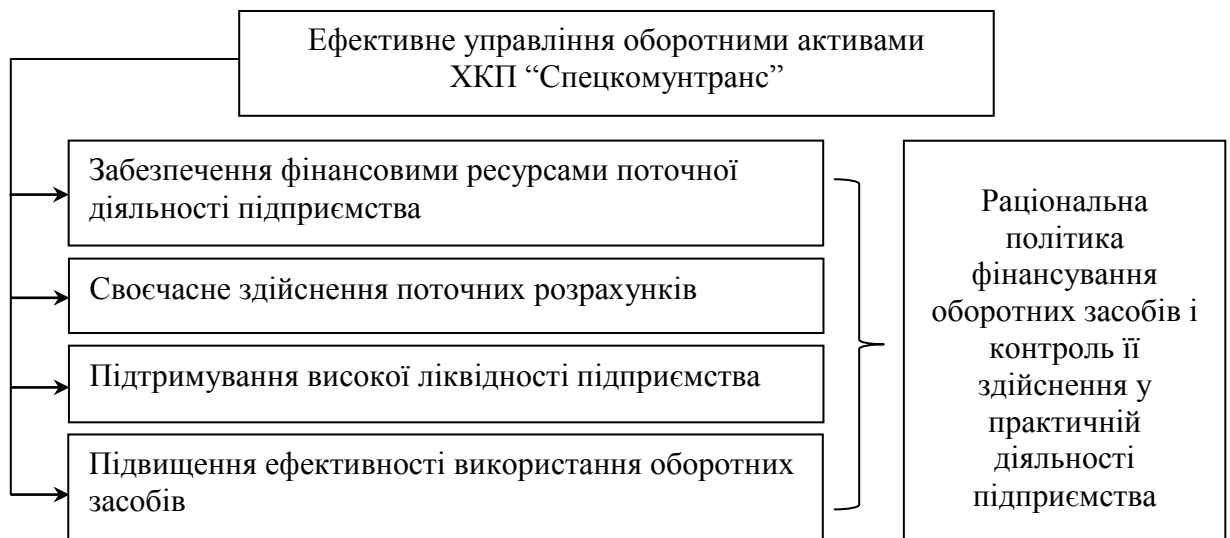 Ефективне управління оборотними активами
ХКП “Спецкомунтранс”
Забезпечення фінансовими ресурсами поточної
діяльності підприємства
Своєчасне здійснення поточних розрахунків
Підтримування високої ліквідності підприємства
Підвищення ефективності використання оборотних
засобів
Раціональна
політика
фінансування
оборотних засобів і
контроль її
здійснення у
практичній
діяльності
підприємства